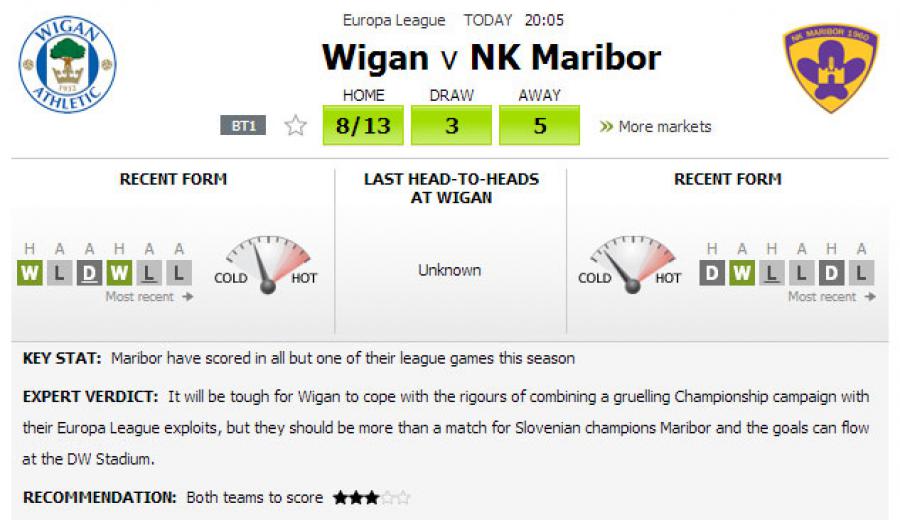 WIGAN
ATHLETIC
1932
Europa League TODAY 20:05
Wigan v NK Maribor
NK MARIBOR 1960
HOME DRAW AWAY
BT1 8/13 3 5 » More markets
RECENT FORM
LAST HEAD-TO-HEADS
AT WIGAN
RECENT FORM
H A A H A A
W L D W L L
Most recent →
COLD HOT
Unknown
COLD HOT
H A H A H A
D W L L D L
Most recent →
KEY STAT: Maribor have scored in all but one of their league games this season
EXPERT VERDICT: It will be tough for Wigan to cope with the rigours of combining a gruelling Championship campaign with
their Europa League exploits, but they should be more than a match for Slovenian champions Maribor and the goals can flow
at the DW Stadium.
RECOMMENDATION: Both teams to score ★★★☆☆